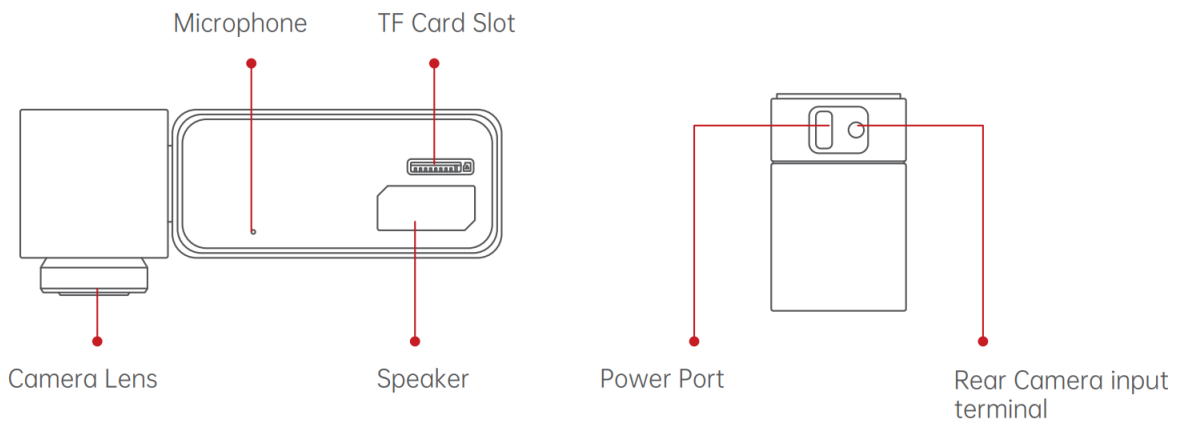 Microphone
TF Card Slot
Camera Lens
Speaker
Power Port
Rear Camera input
terminal